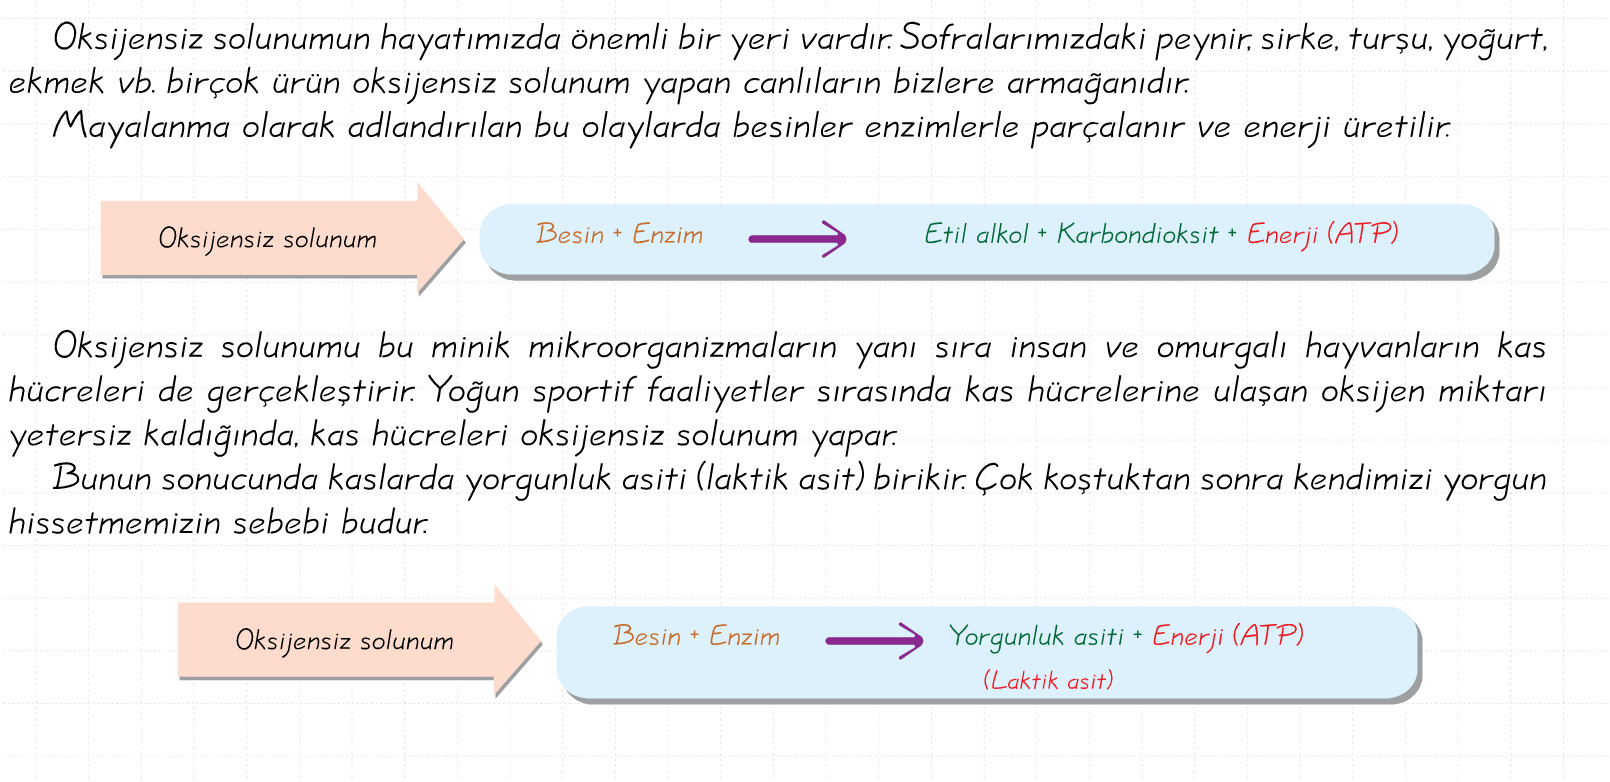 Oksijensiz solunumun hayatımızda önemli bir yeri vardır. Sofralarımızdaki peynir, sirke, turşu, yoğurt,
ekmek vb. birçok ürün oksijensiz solunum yapan canlıların bizlere armağanıdır.
Mayalanma olarak adlandırılan bu olaylarda besinler enzimlerle parçalanır ve enerji üretilir.
Oksijensiz solunum
Besin + Enzim
Etil alkol + Karbondioksit + Enerji (ATP)
Oksijensiz solunumu bu minik mikroorganizmaların yanı sıra insan ve omurgalı hayvanların kas
hücreleri de gerçekleştirir. Yoğun sportif faaliyetler sırasında kas hücrelerine ulaşan oksijen miktarı
yetersiz kaldığında, kas hücreleri oksijensiz solunum yapar.
Bunun sonucunda kaslarda yorgunluk asiti (laktik asit) birikir. Çok koştuktan sonra kendimizi yorgun
hissetmemizin sebebi budur.
Oksijensiz solunum
Besin + Enzim
Yorgunluk asiti + Enerji (ATP)
(Laktik asit)